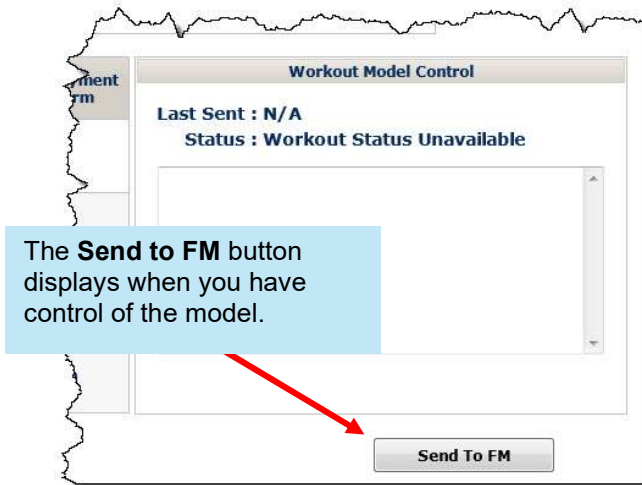 Workout Model Control
Last Sent : N/A
Status : Workout Status Unavailable
The Send to FM button
displays when you have
control of the model.
Send To FM